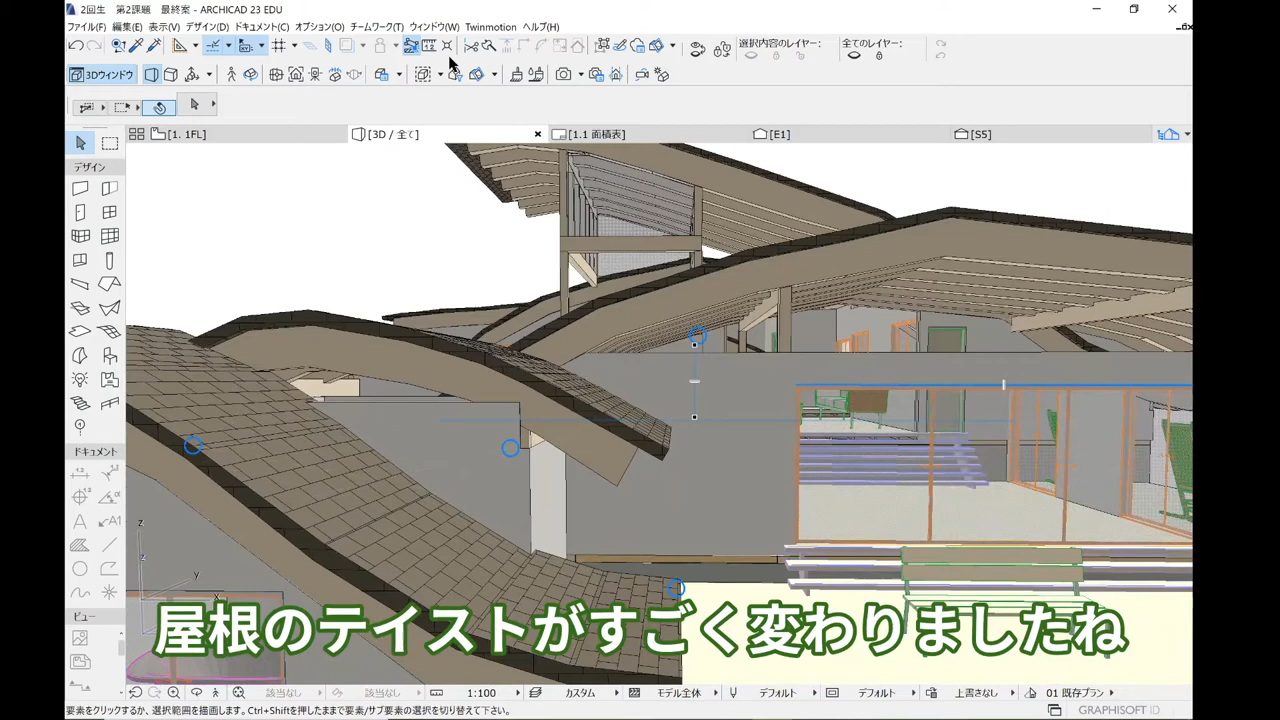 2回生　第2課題　最終案 - ARCHICAD 23 EDU
ファイル(F) 編集(E) 表示(V) デザイン(D) ドキュメント(C) オプション(O) チームワーク(T) ウィンドウ(W) Twinmotion ヘルプ(H)
選択内容のレイヤー: 全てのレイヤー:
3Dウィンドウ
[1. 1FL] [3D / 全て] [1.1 面積表] [E1] [S5]
デザイン
ドキュメント
ビュー
z
z
y
x
屋根のテイストがすごく変わりましたね
該当なし 該当なし 1:100 カスタム モデル全体 デフォルト デフォルト 上書きなし 01 既存プラン
要素をクリックするか、選択範囲を描画します。Ctrl+Shiftを押したままで要素/サブ要素の選択を切り替えて下さい。 GRAPHISOFT ID